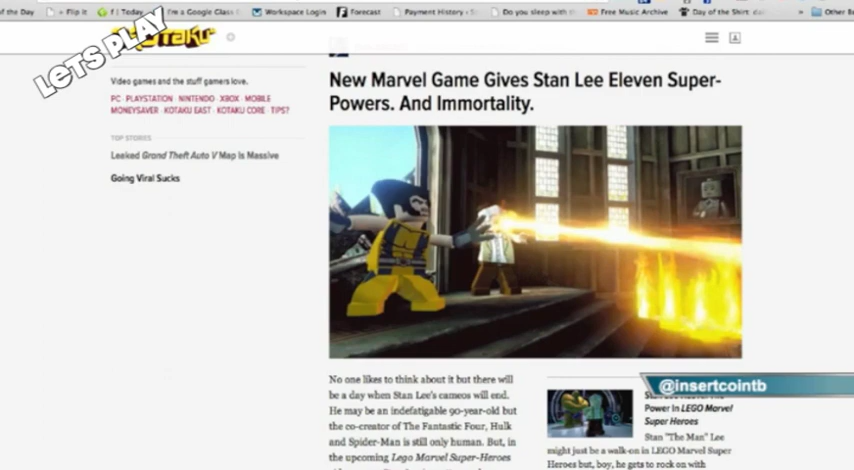 of the Day
+ Flip it
f { Today
I'm a Google Glass E
Workspace Login
Forecast
Payment History - S
Do you sleep with th
Free Music Archive
Day of the Shirt: dai
»
Other Bo
LETS PLAY
KOTAKU
Video games and the stuff gamers love.
PC · PLAYSTATION · NINTENDO · XBOX · MOBILE
MONEYSAVER · KOTAKU EAST · KOTAKU CORE · TIPS?
TOP STORIES
Leaked Grand Theft Auto V Map Is Massive
Going Viral Sucks
New Marvel Game Gives Stan Lee Eleven Super-
Powers. And Immortality.
No one likes to think about it but there will
be a day when Stan Lee's cameos will end.
He may be an indefatigable 90-year-old but
the co-creator of The Fantastic Four, Hulk
and Spider-Man is still only human. But, in
the upcoming Lego Marvel Super-Heroes
@insertcointb
Power In LEGO Marvel
Super Heroes
Stan "The Man" Lee
might just be a walk-on in LEGO Marvel Super
Heroes but, boy, he gets to rock on with